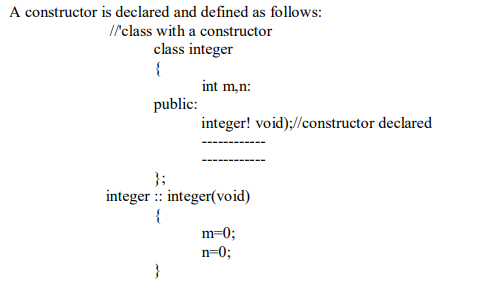 A constructor is declared and defined as follows:
//'class with a constructor
class integer
{
int m,n:
public:
integer! void);//constructor declared
------------
------------
};
integer :: integer(void)
{
m=0;
n=0;
}